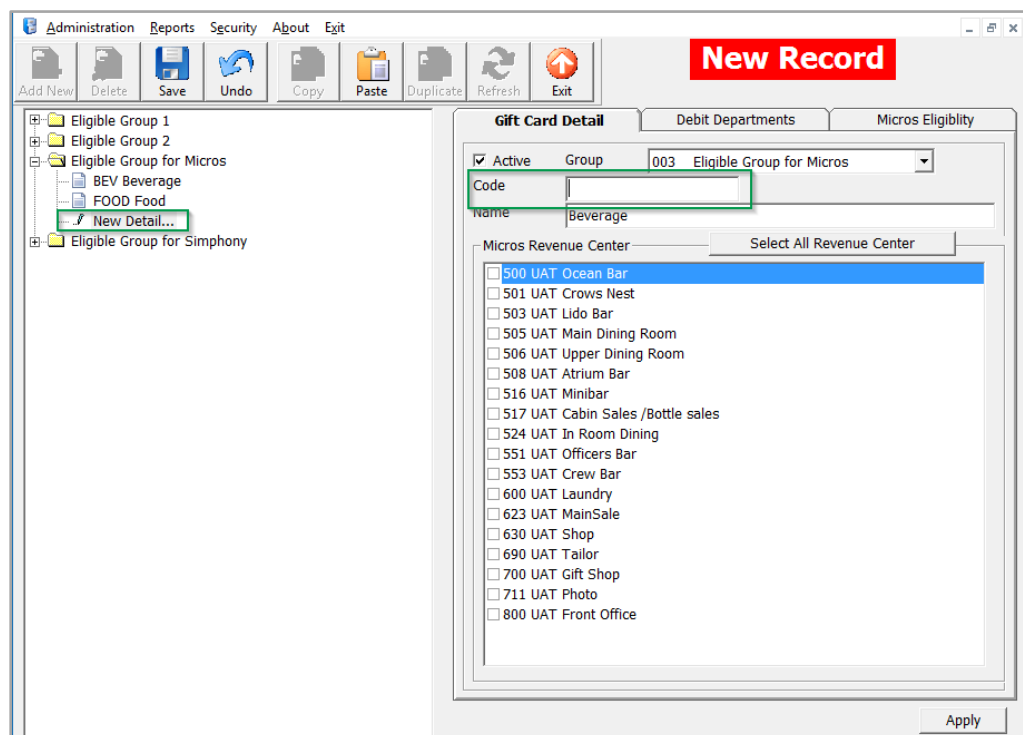 Administration Reports Security About Exit
New Record
Add New Delete Save Undo Copy Paste Duplicate Refresh Exit
Eligible Group 1
Eligible Group 2
Eligible Group for Micros
BEV Beverage
FOOD Food
New Detail...
Eligible Group for Simphony
Gift Card Detail Debit Departments Micros Eligiblity
Active Group 003 Eligible Group for Micros
Code
Name Beverage
Micros Revenue Center Select All Revenue Center
500 UAT Ocean Bar
501 UAT Crows Nest
503 UAT Lido Bar
505 UAT Main Dining Room
506 UAT Upper Dining Room
508 UAT Atrium Bar
516 UAT Minibar
517 UAT Cabin Sales /Bottle sales
524 UAT In Room Dining
551 UAT Officers Bar
553 UAT Crew Bar
600 UAT Laundry
623 UAT MainSale
630 UAT Shop
690 UAT Tailor
700 UAT Gift Shop
711 UAT Photo
800 UAT Front Office
Apply